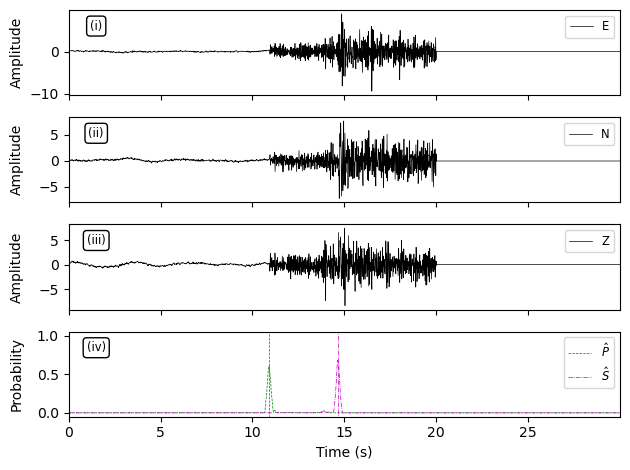 (i)
E
Amplitude
0
−10
(ii)
N
Amplitude
5
0
−5
(iii)
Z
Amplitude
5
0
−5
(iv)
P̂
Ŝ
Probability
1.0
0.5
0.0
0 5 10 15 20 25
Time (s)